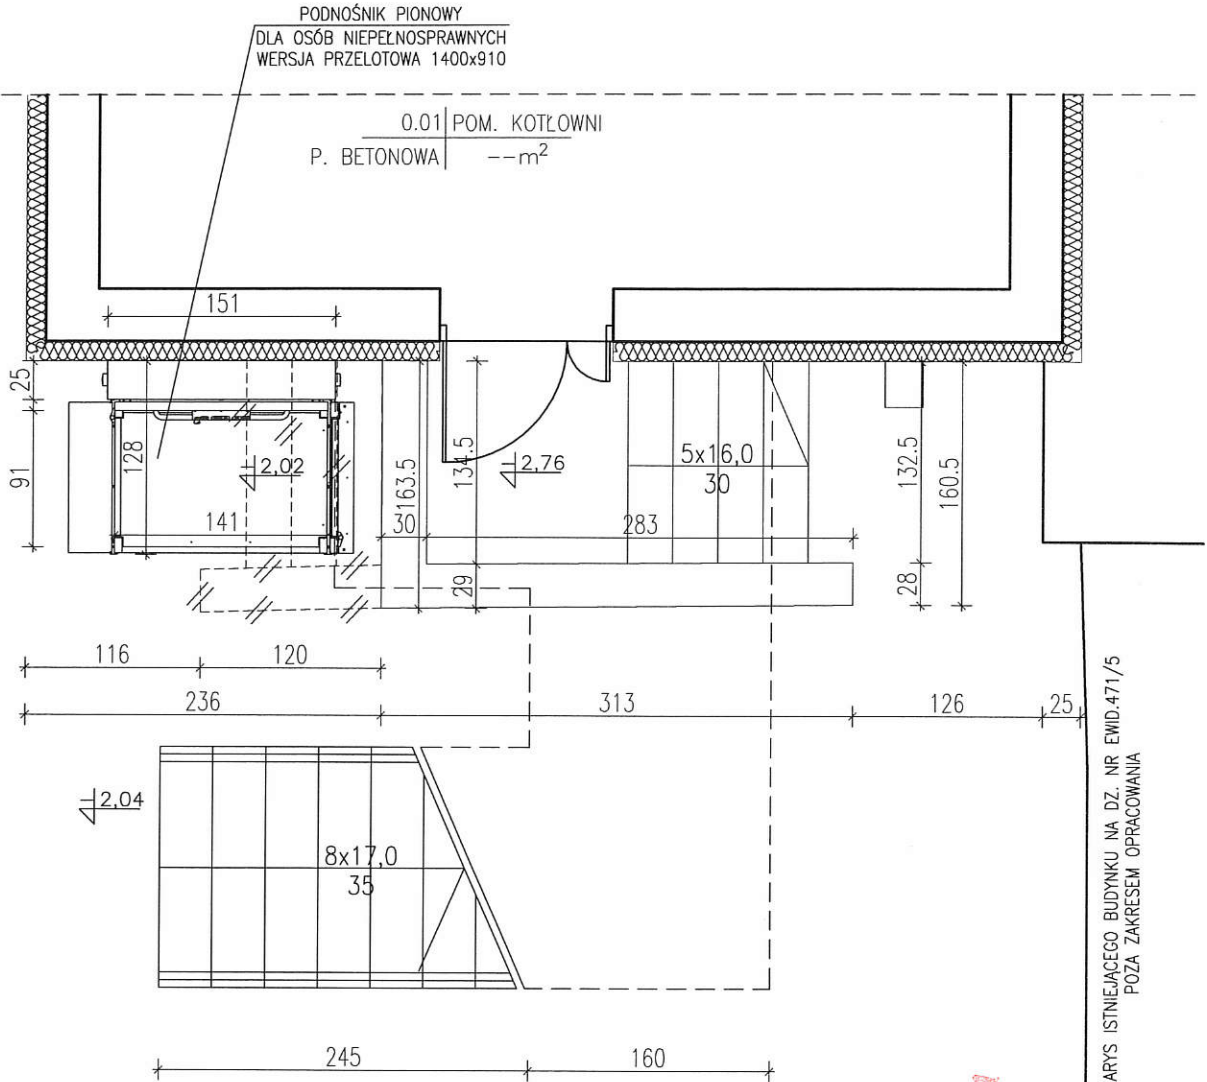 PODNOŚNIK PIONOWY
DLA OSÓB NIEPEŁNOSPRAWNYCH
WERSJA PRZELOTOWA 1400x910
0.01 POM. KOTŁOWNI
P. BETONOWA --m²
151
25
91
128
-2,02
141
163.5
30
134.5
29
-2,76
5x16,0
30
283
132.5
28
160.5
116
120
236
313
126
25
-2,04
8x17,0
35
245
160
ARYS ISTNIEJĄCEGO BUDYNKU NA DZ. NR EWID.471/5
POZA ZAKRESEM OPRACOWANIA